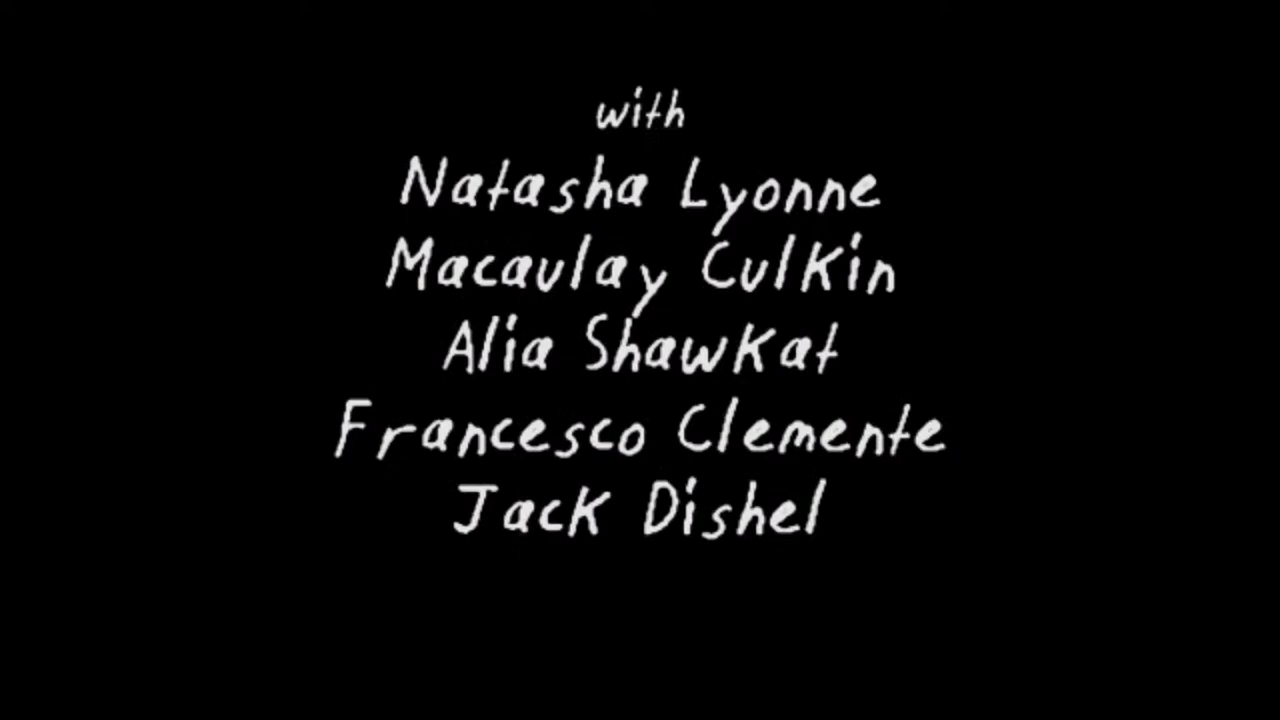 with
Natasha Lyonne
Macaulay Culkin
Alia Shawkat
Francesco Clemente
Jack Dishel